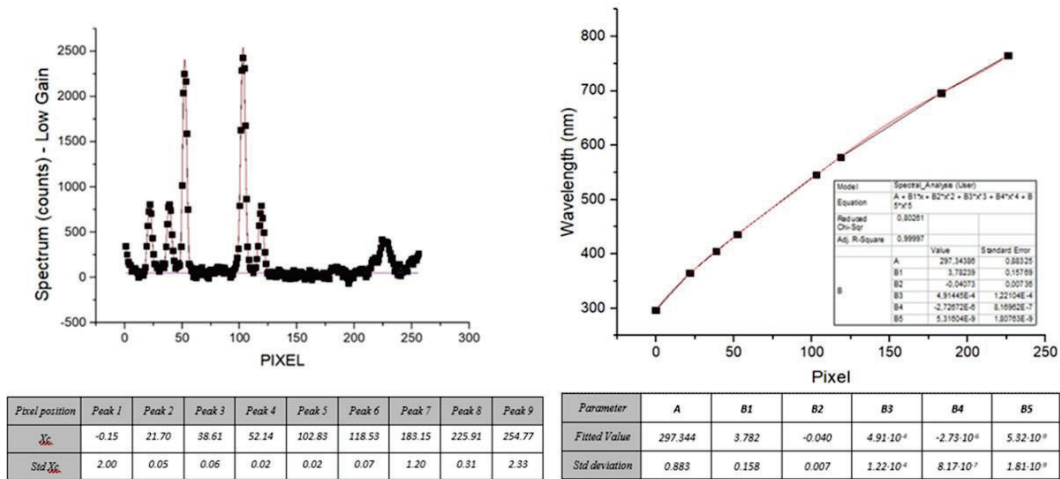 Spectrum (counts) - Low Gain
2500
2000
1500
1000
500
0
-500
0 50 100 150 200 250
PIXEL
Wavelength (nm)
800
700
600
500
400
300
0 50 100 150 200 250
Pixel
Model Spectral_Analysis (User)
Equation A + B1*x + B2*x^2 + B3*x^3 + B4*x^4 + B5*x^5
Reduced Chi-Sqr 0,80261
Adj. R-Square 0,99997
Value Standard Error
B A 297,34386 0,88325
B1 3,78239 0,15769
B2 -0,04073 0,00736
B3 4,91445E-4 1,22104E-4
B4 -2,72672E-6 8,16962E-7
B5 5,31604E-9 1,80763E-9
Pixel position Peak 1 Peak 2 Peak 3 Peak 4 Peak 5 Peak 6 Peak 7 Peak 8 Peak 9
Xc -0.15 21.70 38.61 52.14 102.83 118.53 183.15 225.91 254.77
Std Xc 2.00 0.05 0.06 0.02 0.02 0.07 1.20 0.31 2.33
Parameter A B1 B2 B3 B4 B5
Fitted Value 297.344 3.782 -0.040 4.91·10⁻⁴ -2.73·10⁻⁶ 5.32·10⁻⁹
Std deviation 0.883 0.158 0.007 1.22·10⁻⁴ 8.17·10⁻⁷ 1.81·10⁻⁹